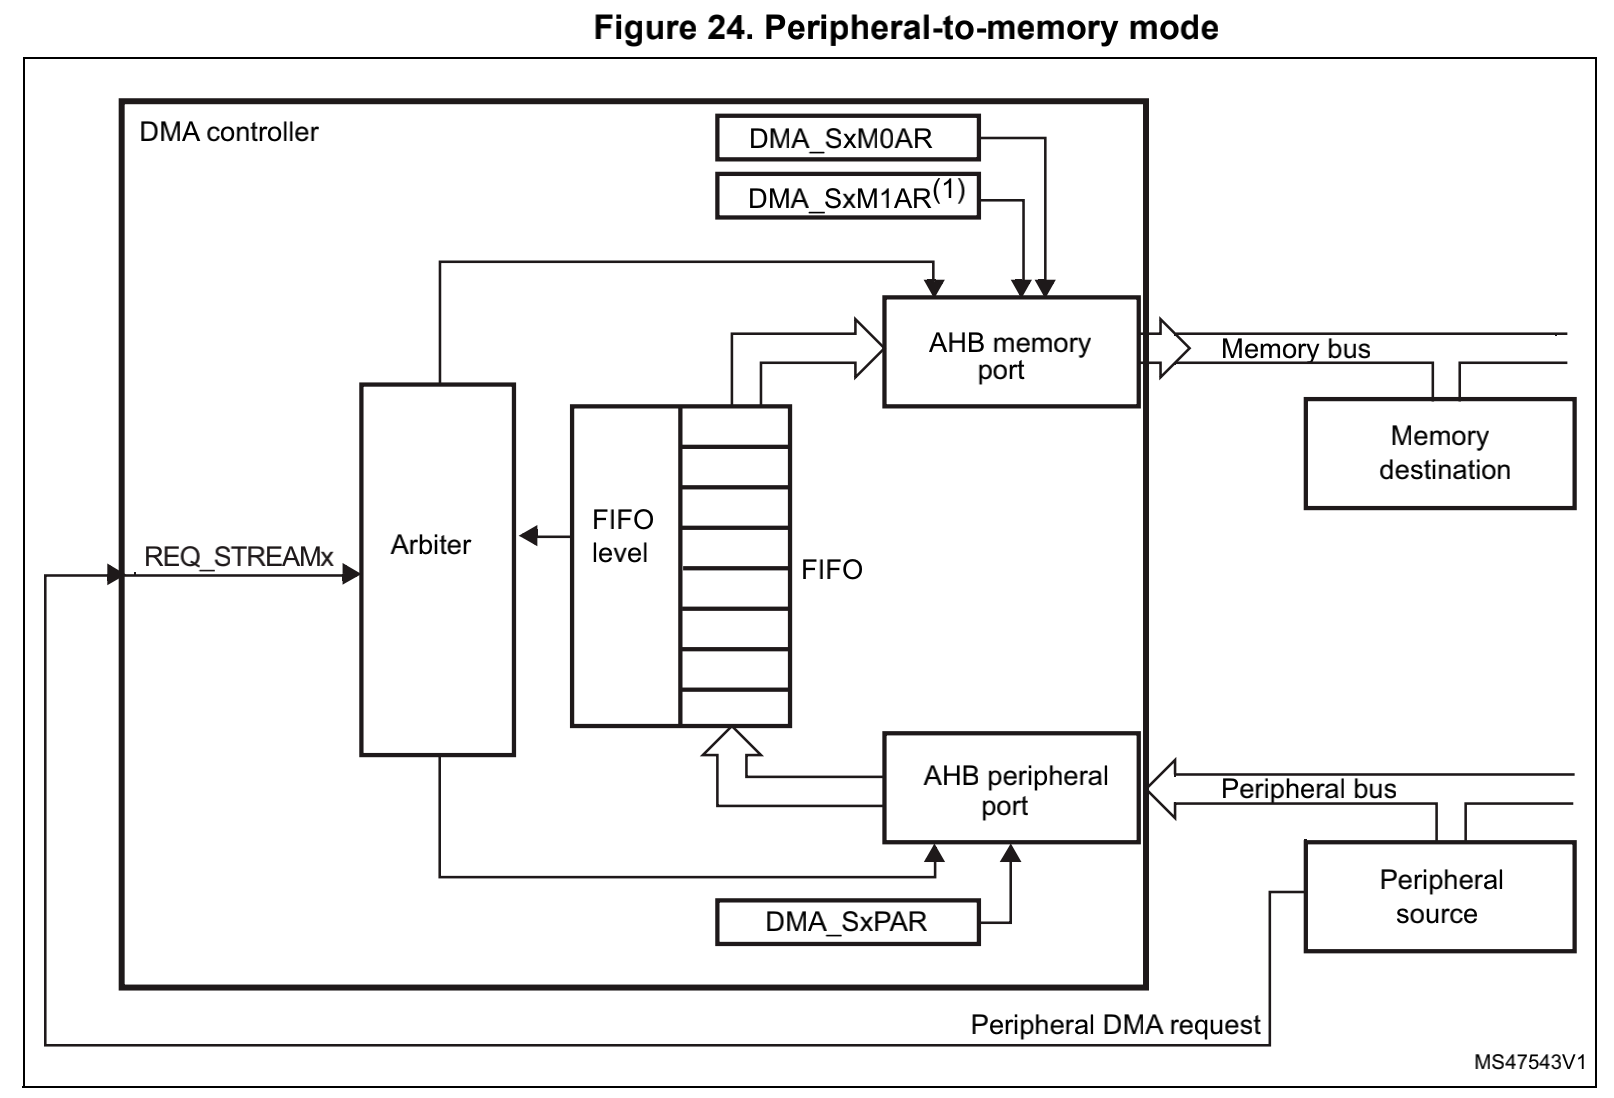 Figure 24. Peripheral-to-memory mode
DMA controller
DMA_SxM0AR
DMA_SxM1AR(1)
AHB memory
port
Memory bus
Memory
destination
Arbiter
FIFO
level
FIFO
REQ_STREAMx
AHB peripheral
port
Peripheral bus
Peripheral
source
DMA_SxPAR
Peripheral DMA request
MS47543V1